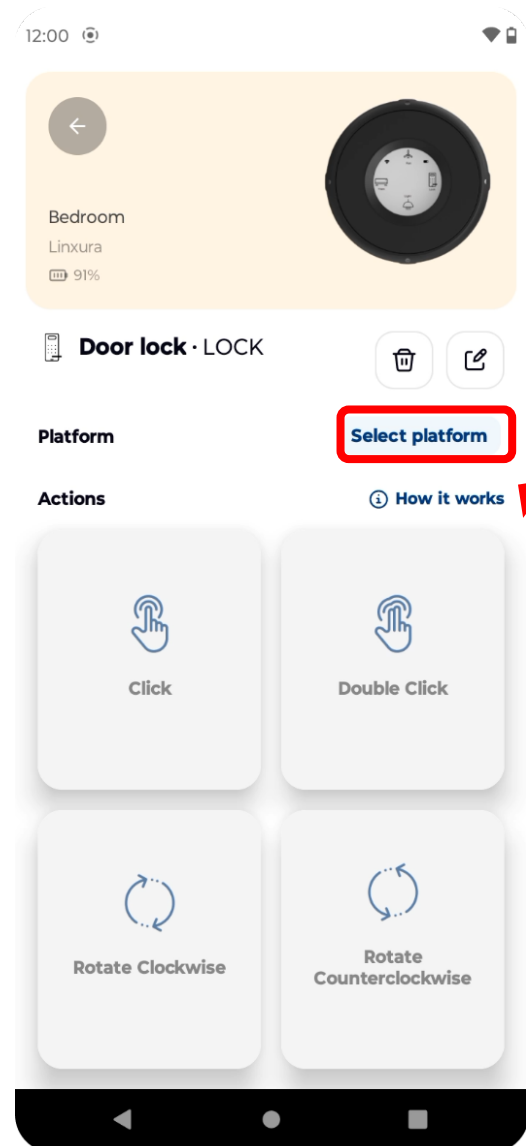 12:00
Bedroom
Linxura
91%
Door lock · LOCK
Platform
Select platform
Actions
How it works
Click
Double Click
Rotate Clockwise
Rotate
Counterclockwise